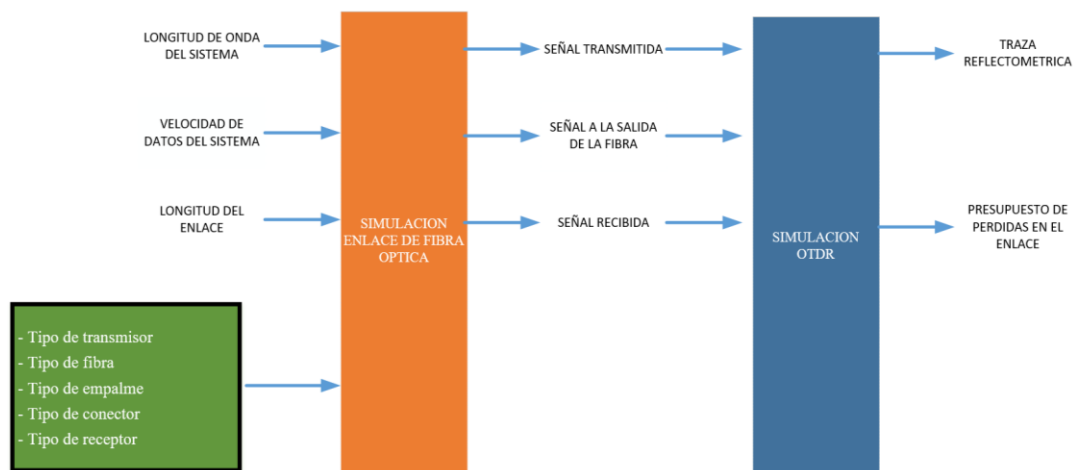 LONGITUD DE ONDA
DEL SISTEMA
VELOCIDAD DE
DATOS DEL SISTEMA
LONGITUD DEL
ENLACE
- Tipo de transmisor
- Tipo de fibra
- Tipo de empalme
- Tipo de conector
- Tipo de receptor
SIMULACION
ENLACE DE FIBRA
OPTICA
SEÑAL TRANSMITIDA
SEÑAL A LA SALIDA
DE LA FIBRA
SEÑAL RECIBIDA
SIMULACION
OTDR
TRAZA
REFLECTOMETRICA
PRESUPUESTO DE
PERDIDAS EN EL
ENLACE